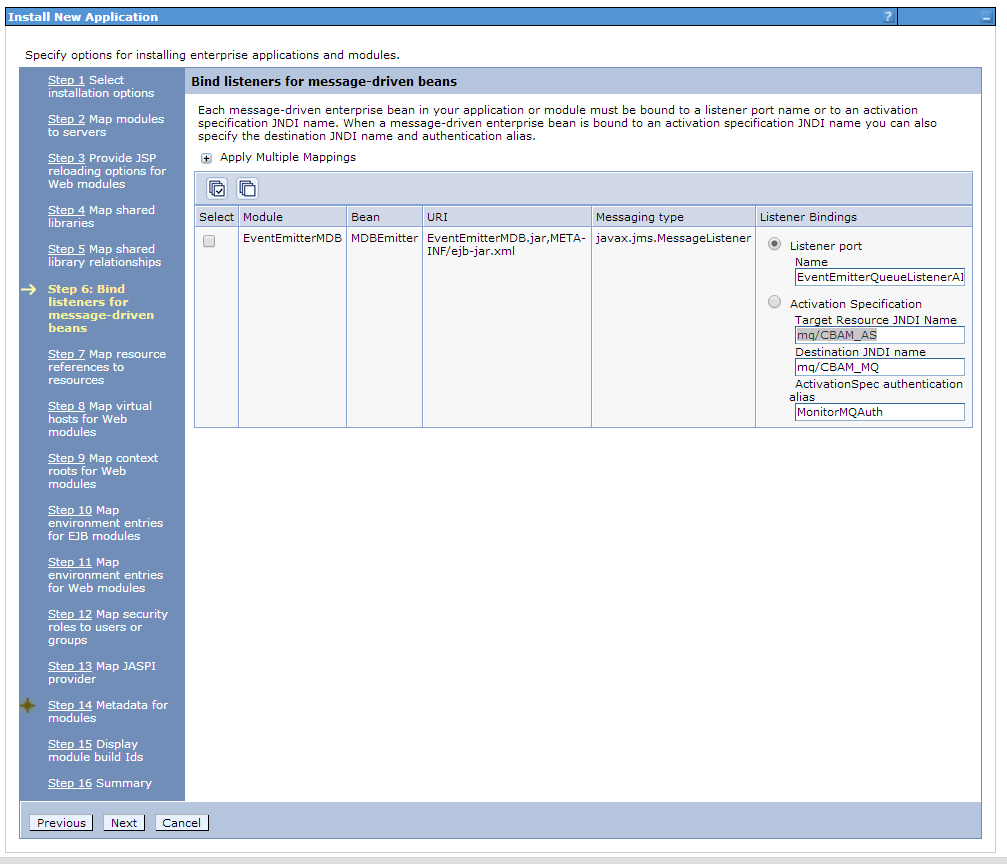 Install New Application
?
Specify options for installing enterprise applications and modules.
Step 1 Select
installation options
Step 2 Map modules
to servers
Step 3 Provide JSP
reloading options for
Web modules
Step 4 Map shared
libraries
Step 5 Map shared
library relationships
Step 6: Bind
listeners for
message-driven
beans
Step 7 Map resource
references to
resources
Step 8 Map virtual
hosts for Web
modules
Step 9 Map context
roots for Web
modules
Step 10 Map
environment entries
for EJB modules
Step 11 Map
environment entries
for Web modules
Step 12 Map security
roles to users or
groups
Step 13 Map JASPI
provider
Step 14 Metadata for
modules
Step 15 Display
module build Ids
Step 16 Summary
Bind listeners for message-driven beans
Each message-driven enterprise bean in your application or module must be bound to a listener port name or to an activation
specification JNDI name. When a message-driven enterprise bean is bound to an activation specification JNDI name you can also
specify the destination JNDI name and authentication alias.
Apply Multiple Mappings
Select Module Bean URI Messaging type Listener Bindings
EventEmitterMDB MDBEmitter EventEmitterMDB.jar,META-
INF/ejb-jar.xml
javax.jms.MessageListener
Listener port
Name
EventEmitterQueueListenerAI
Activation Specification
Target Resource JNDI Name
mq/CBAM_AS
Destination JNDI name
mq/CBAM_MQ
ActivationSpec authentication
alias
MonitorMQAuth
Previous Next Cancel